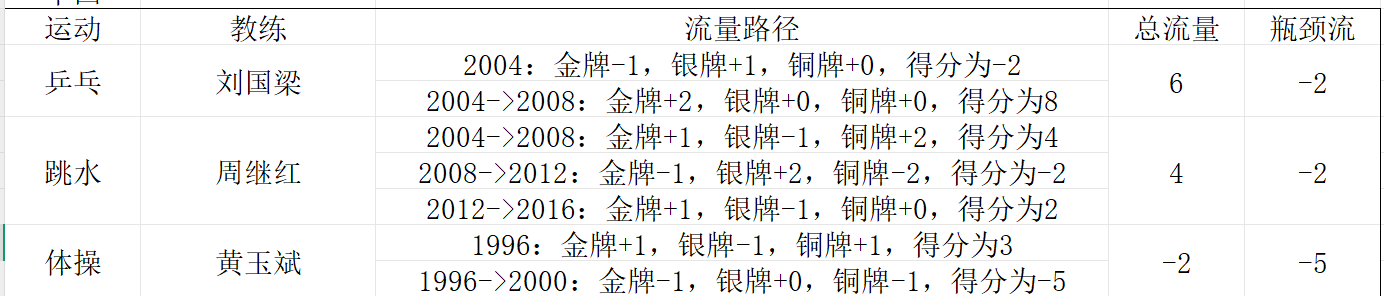 运动 教练 流量路径 总流量 瓶颈流
乒乓 刘国梁 2004：金牌-1，银牌+1，铜牌+0，得分为-2 6 -2
2004->2008：金牌+2，银牌+0，铜牌+0，得分为8
跳水 周继红 2004->2008：金牌+1，银牌-1，铜牌+2，得分为4 4 -2
2008->2012：金牌-1，银牌+2，铜牌-2，得分为-2
2012->2016：金牌+1，银牌-1，铜牌+0，得分为2
体操 黄玉斌 1996：金牌+1，银牌-1，铜牌+1，得分为3 -2 -5
1996->2000：金牌-1，银牌+0，铜牌-1，得分为-5